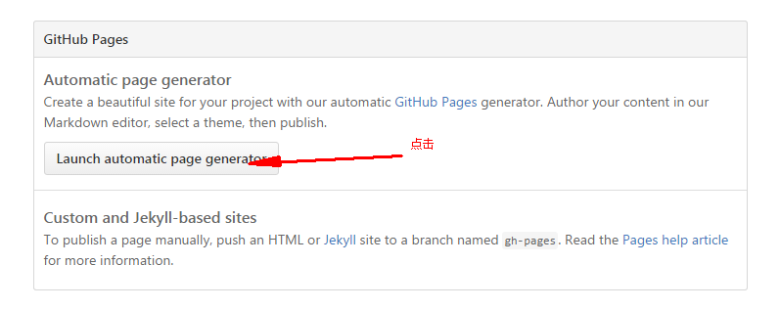 GitHub Pages
Automatic page generator
Create a beautiful site for your project with our automatic GitHub Pages generator. Author your content in our
Markdown editor, select a theme, then publish.
点击
Launch automatic page generator
Custom and Jekyll-based sites
To publish a page manually, push an HTML or Jekyll site to a branch named gh-pages. Read the Pages help article
for more information.